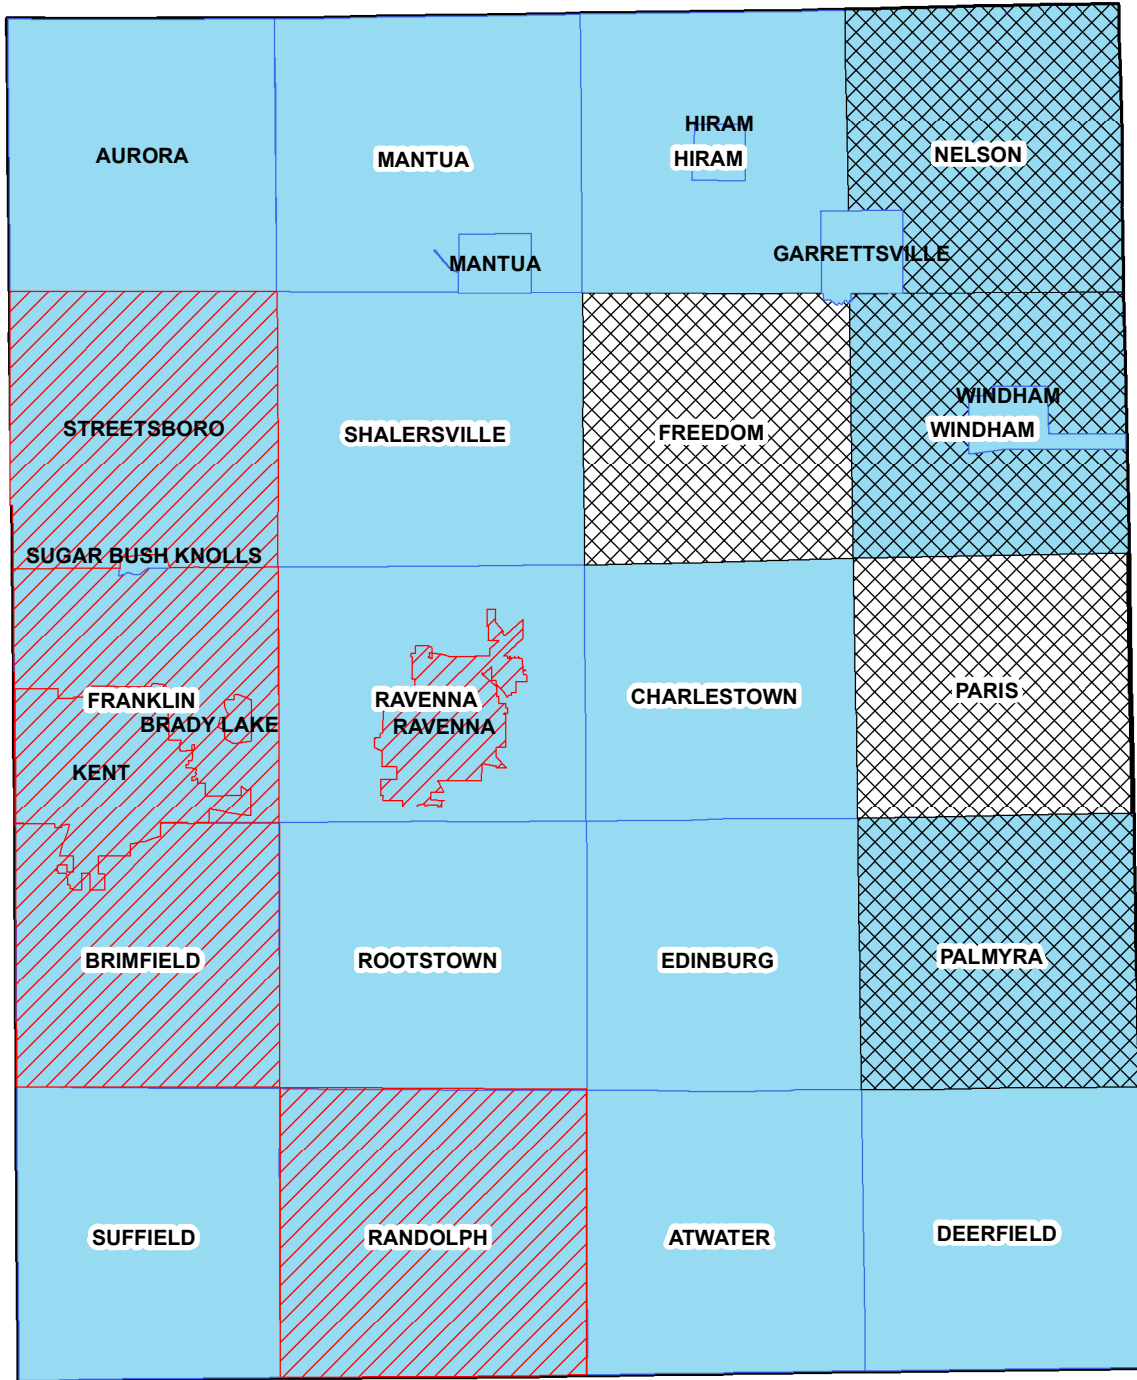 HIRAM
AURORA
MANTUA
HIRAM
NELSON
GARRETTSVILLE
MANTUA
WINDHAM
STREETSBORO
SHALERSVILLE
FREEDOM
WINDHAM
SUGAR BUSH KNOLLS
FRANKLIN
RAVENNA
CHARLESTOWN
PARIS
BRADY LAKE
RAVENNA
KENT
BRIMFIELD
ROOTSTOWN
EDINBURG
PALMYRA
SUFFIELD
RANDOLPH
ATWATER
DEERFIELD